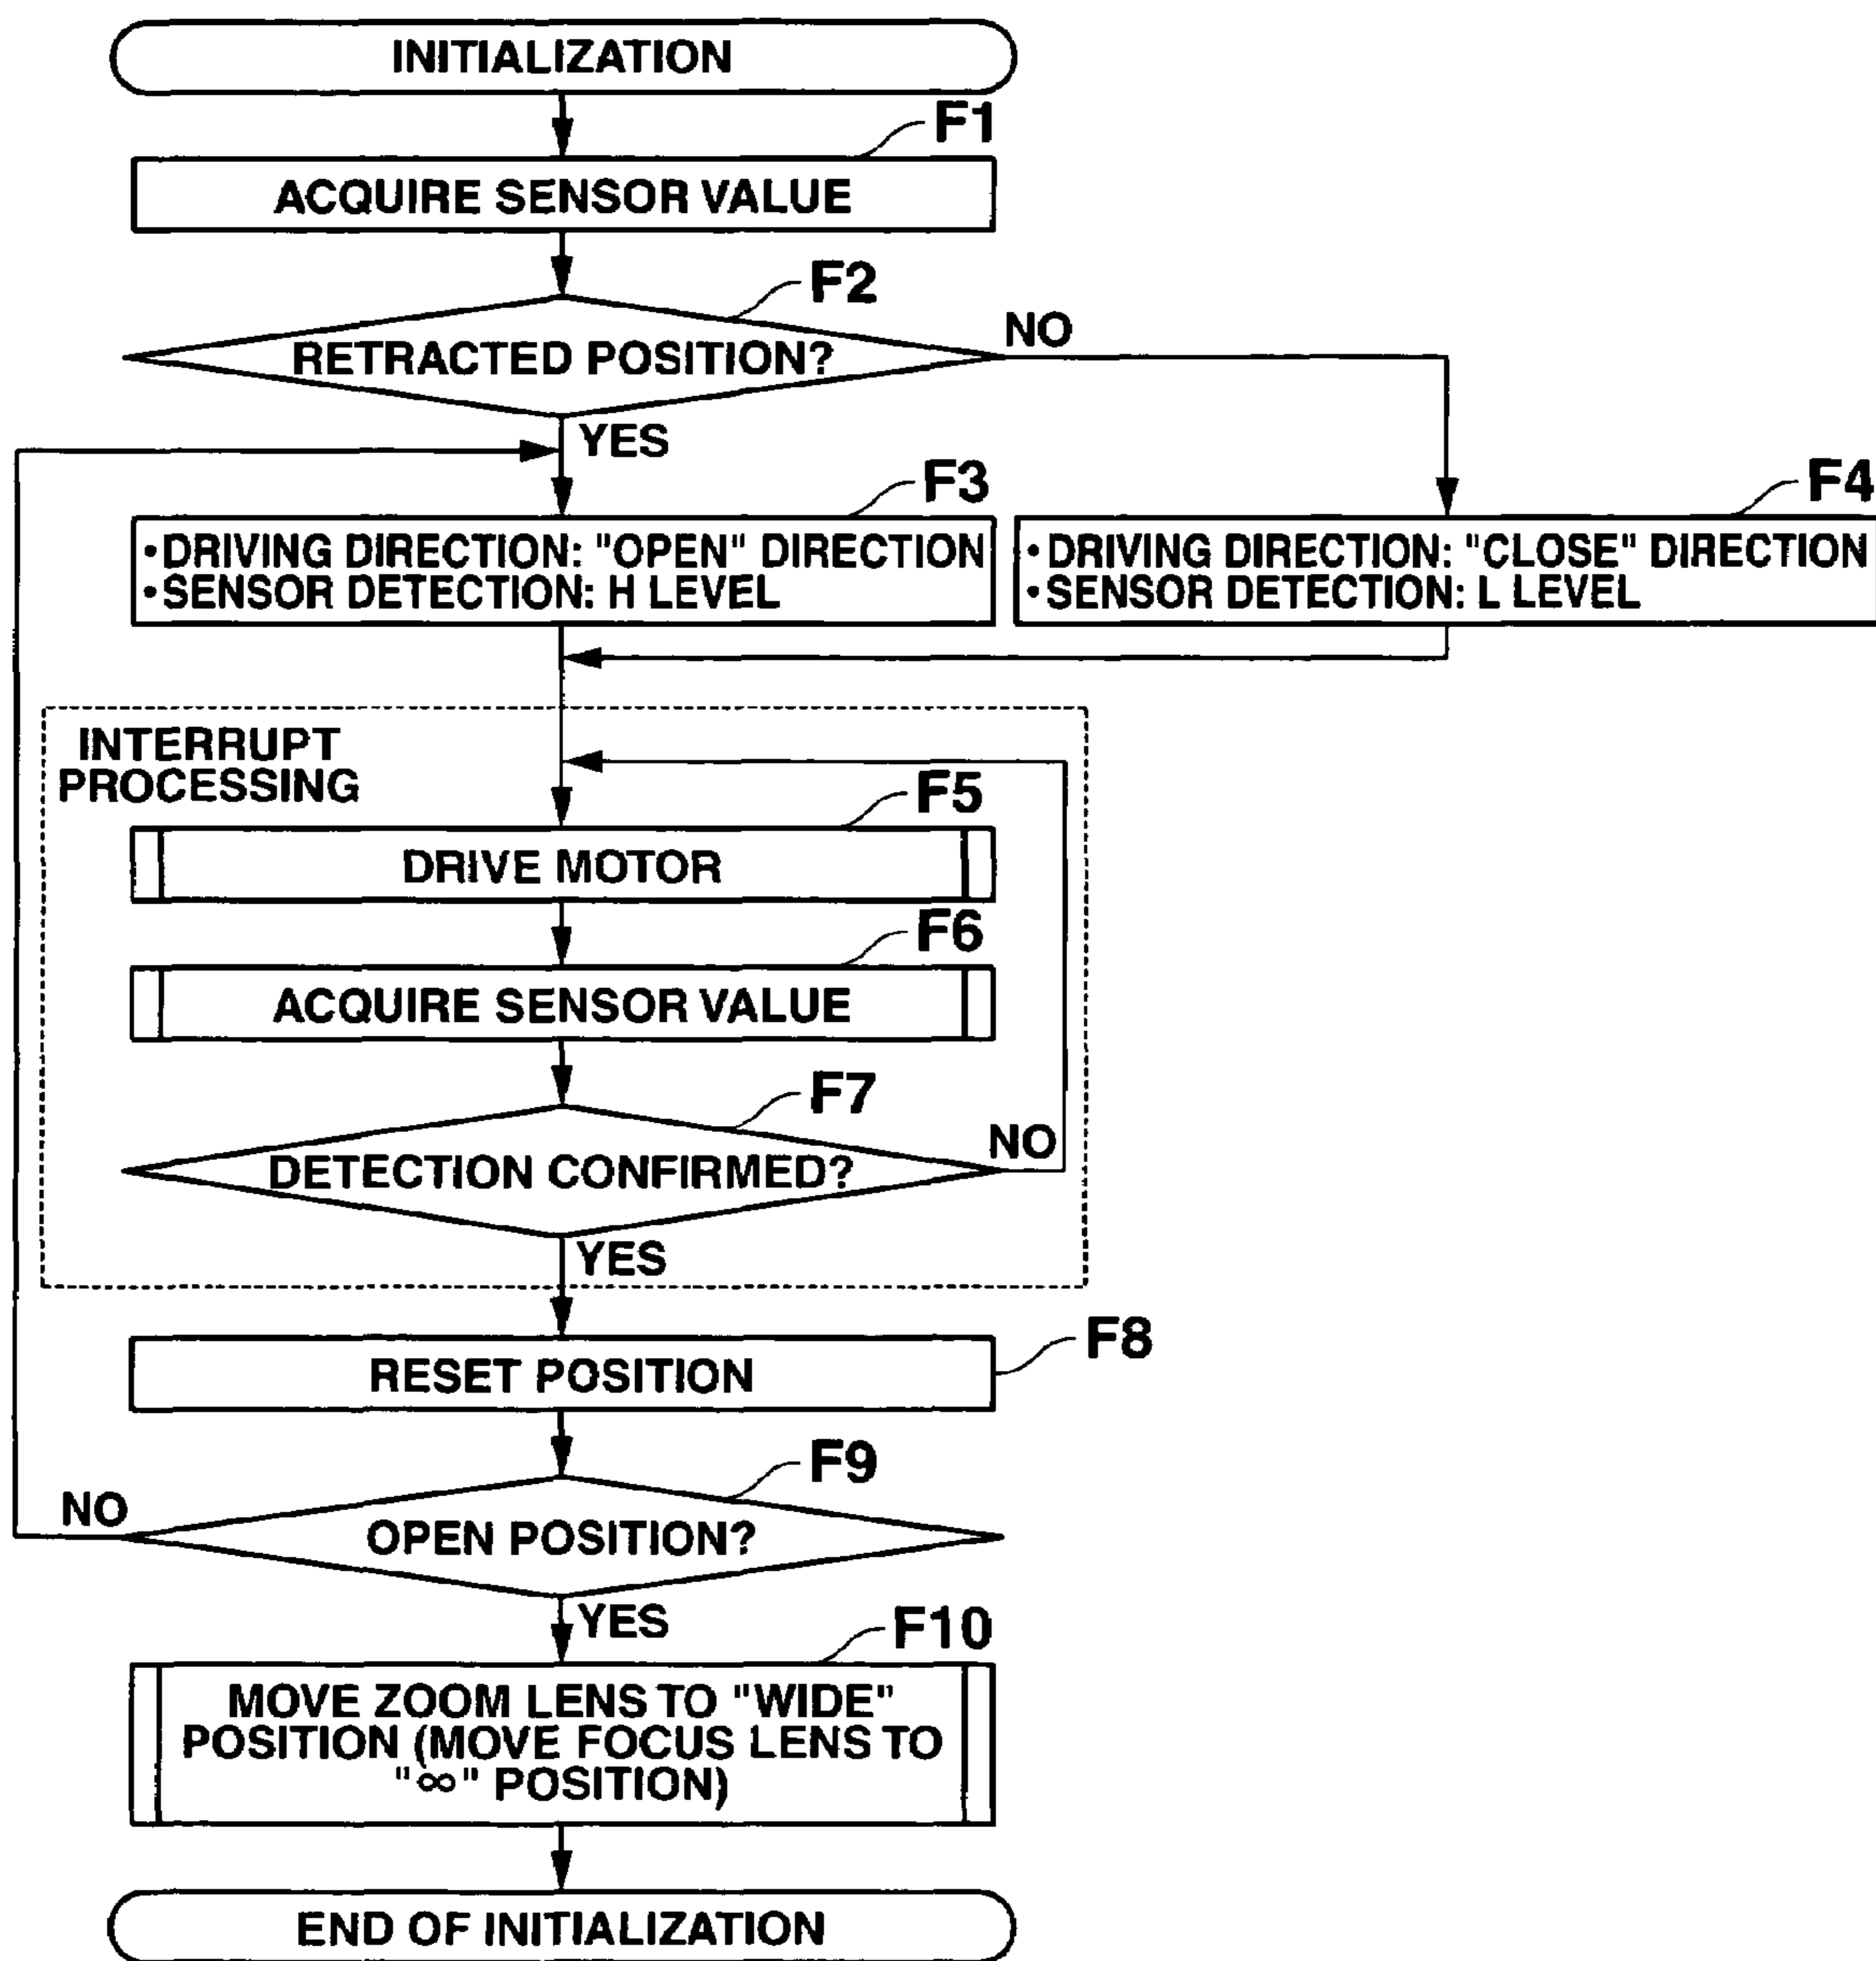 INITIALIZATION
F1
ACQUIRE SENSOR VALUE
F2
RETRACTED POSITION?
NO
YES
F3
•DRIVING DIRECTION: "OPEN" DIRECTION
•SENSOR DETECTION: H LEVEL
F4
•DRIVING DIRECTION: "CLOSE" DIRECTION
•SENSOR DETECTION: L LEVEL
INTERRUPT
PROCESSING
F5
DRIVE MOTOR
F6
ACQUIRE SENSOR VALUE
F7
DETECTION CONFIRMED?
NO
YES
F8
RESET POSITION
F9
NO
OPEN POSITION?
YES
F10
MOVE ZOOM LENS TO "WIDE"
POSITION (MOVE FOCUS LENS TO
"∞" POSITION)
END OF INITIALIZATION